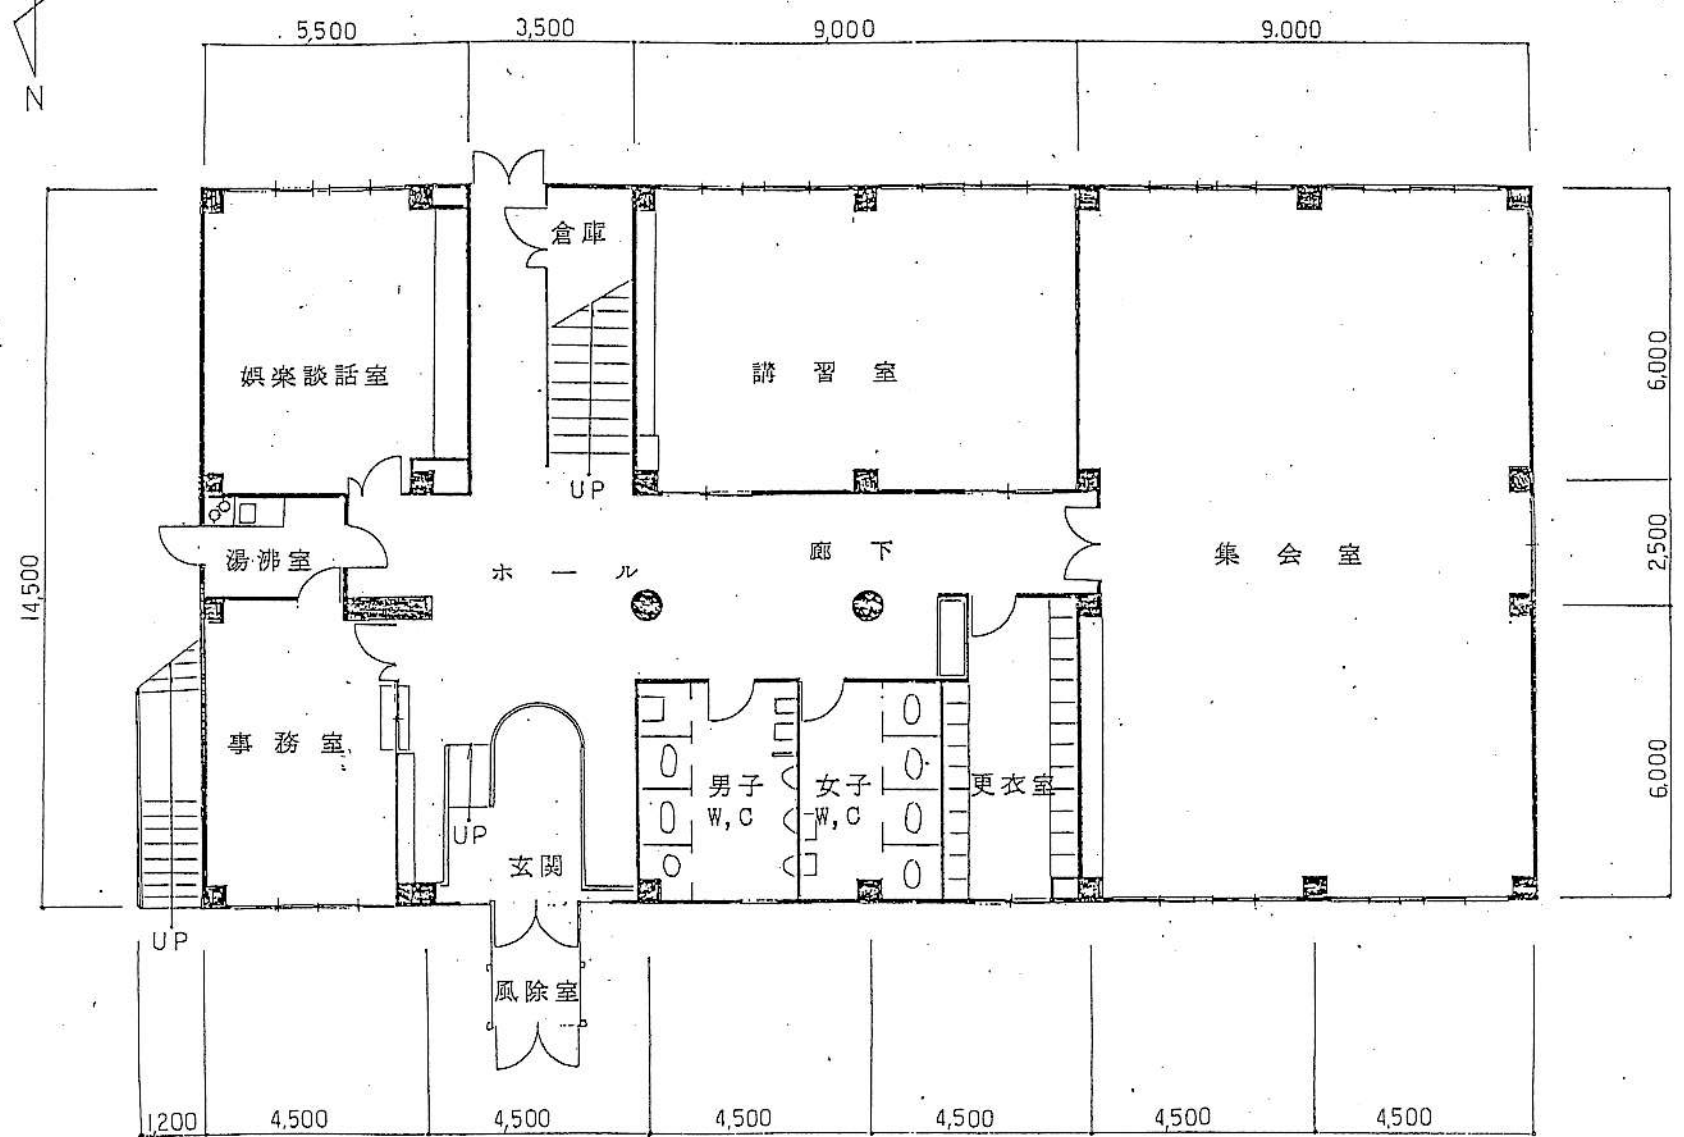 5,500
3,500
9,000
9.000
N
倉庫
6,000
娯楽談話室
講習室
UP
2,500
湯沸室
ホール
廊下
集会室
14,500
事務室
男子
W,C
女子
W,C
更衣室
6,000
UP
玄関
UP
風除室
1,200
4,500
4,500
4,500
4,500
4,500
4,500